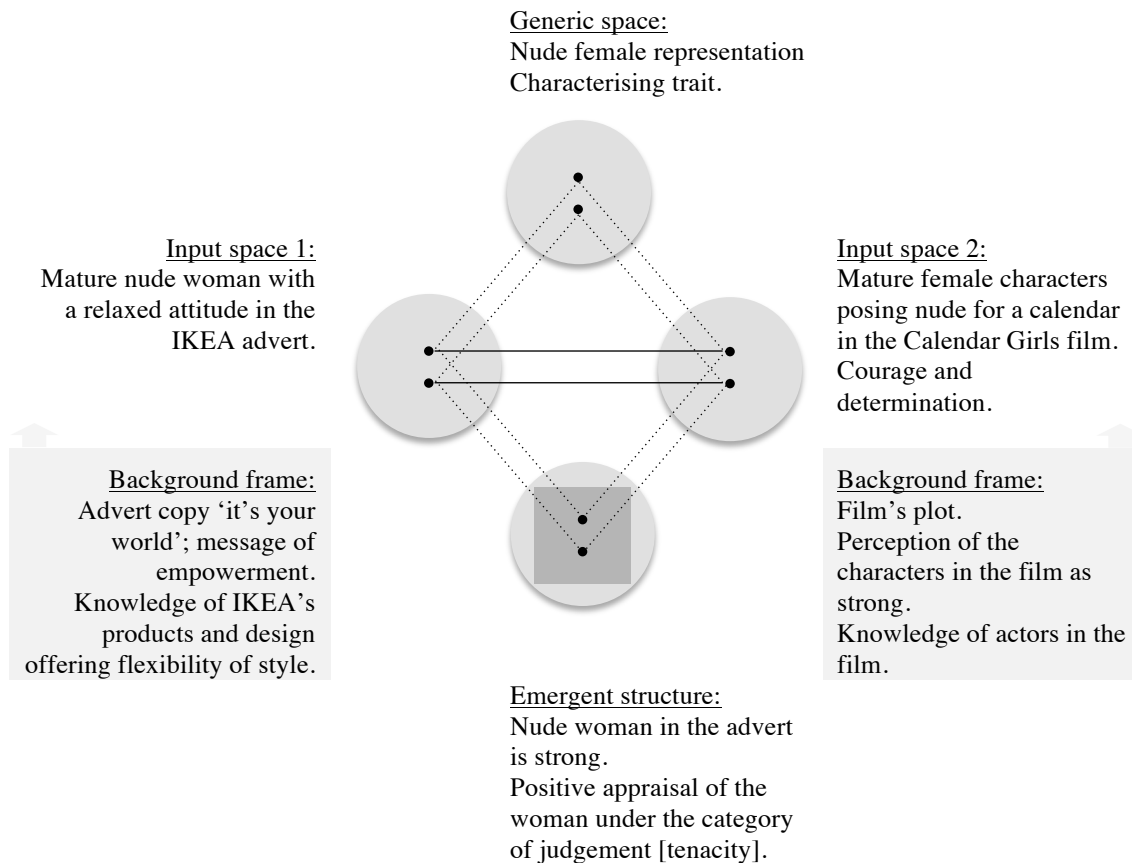 Generic space:
Nude female representation
Characterising trait.
Input space 1:
Mature nude woman with
a relaxed attitude in the
IKEA advert.
Input space 2:
Mature female characters
posing nude for a calendar
in the Calendar Girls film.
Courage and
determination.
Background frame:
Advert copy ‘it’s your
world’; message of
empowerment.
Knowledge of IKEA’s
products and design
offering flexibility of style.
Background frame:
Film’s plot.
Perception of the
characters in the film as
strong.
Knowledge of actors in the
film.
Emergent structure:
Nude woman in the advert
is strong.
Positive appraisal of the
woman under the category
of judgement [tenacity].